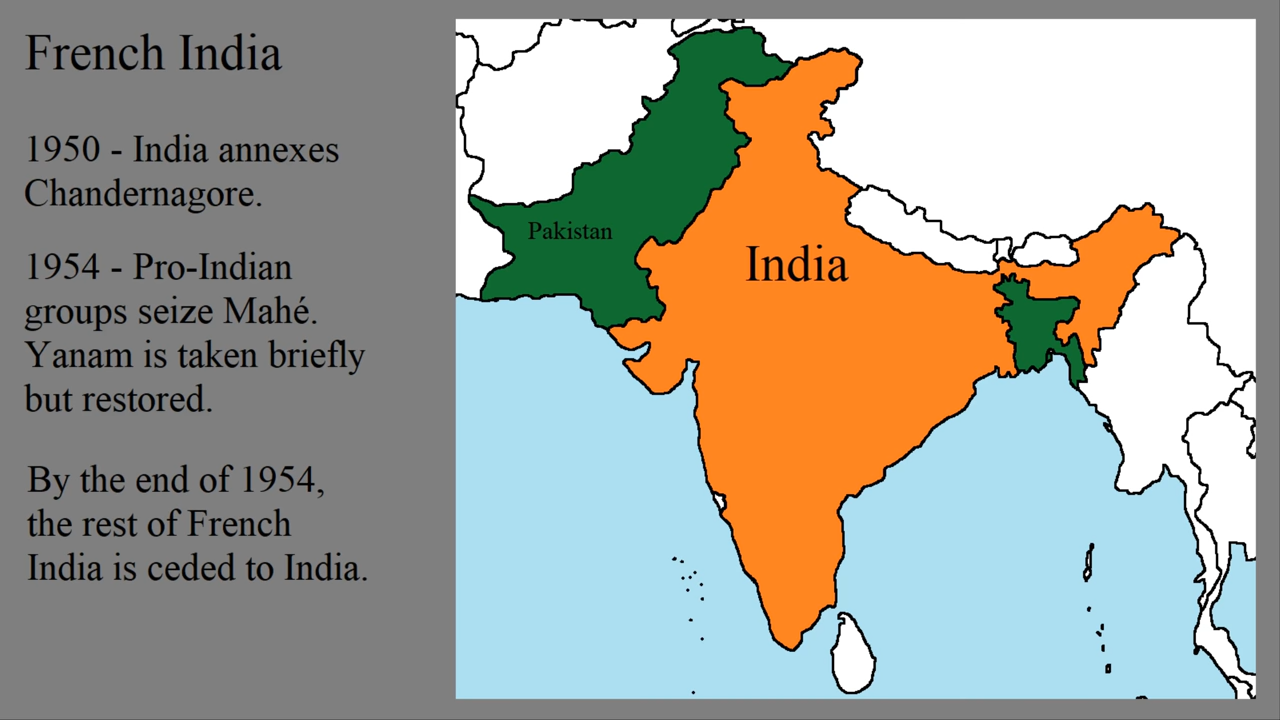 French India
1950 - India annexes
Chandernagore.
1954 - Pro-Indian
groups seize Mahé.
Yanam is taken briefly
but restored.
By the end of 1954,
the rest of French
India is ceded to India.
Pakistan
India